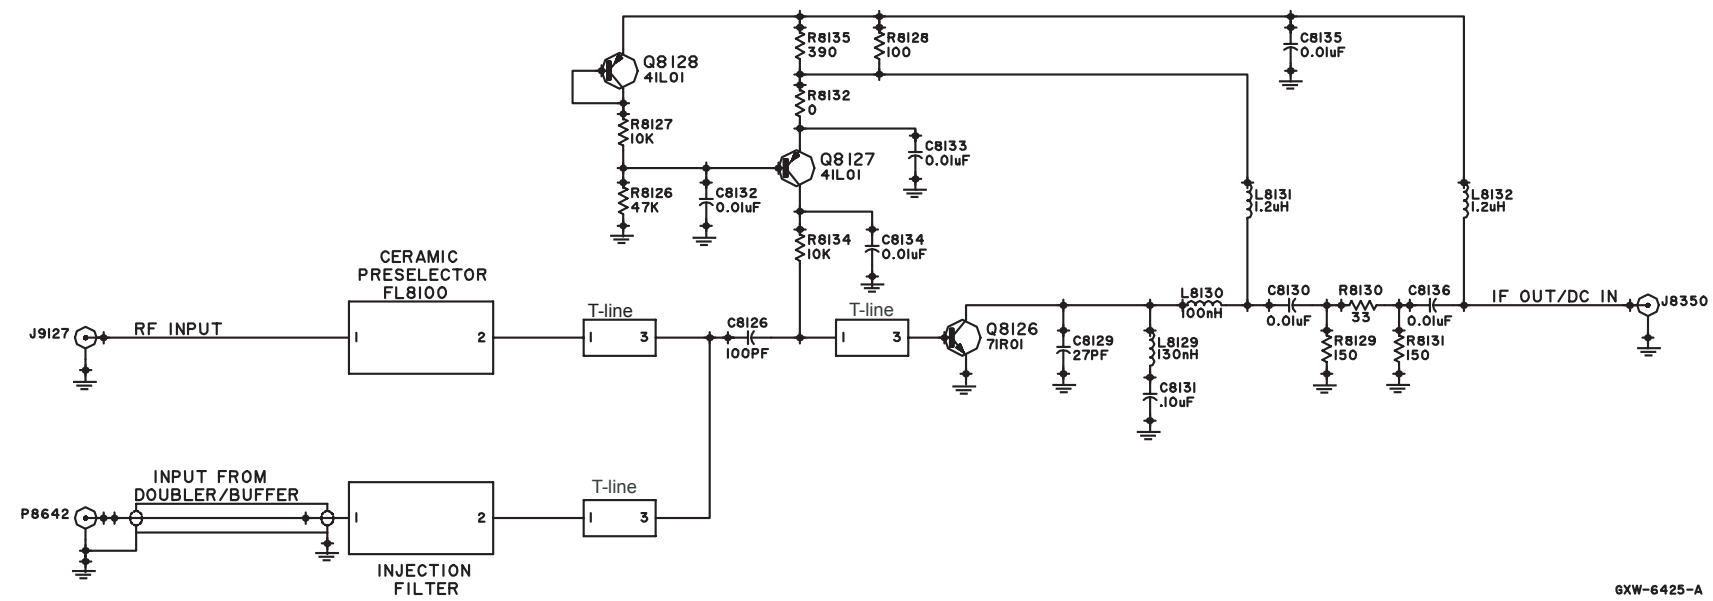 Q8128
41L01
R8127
10K
R8126
47K
C8132
0.01uF
R8135
390
R8128
100
R8132
0
Q8127
41L01
C8133
0.01uF
R8134
10K
C8134
0.01uF
C8135
0.01uF
L8131
1.2uH
L8132
1.2uH
CERAMIC
PRESELECTOR
FL8100
J9127
RF INPUT
1
2
T-line
1
3
C8126
100PF
T-line
1
3
Q8126
71R01
C8129
27PF
L8129
130nH
C8131
.10uF
L8130
100nH
C8130
0.01uF
R8130
33
C8136
0.01uF
R8129
150
R8131
150
IF OUT/DC IN
J8350
P8642
INPUT FROM
DOUBLER/BUFFER
1
2
INJECTION
FILTER
T-line
1
3
GXW-6425-A